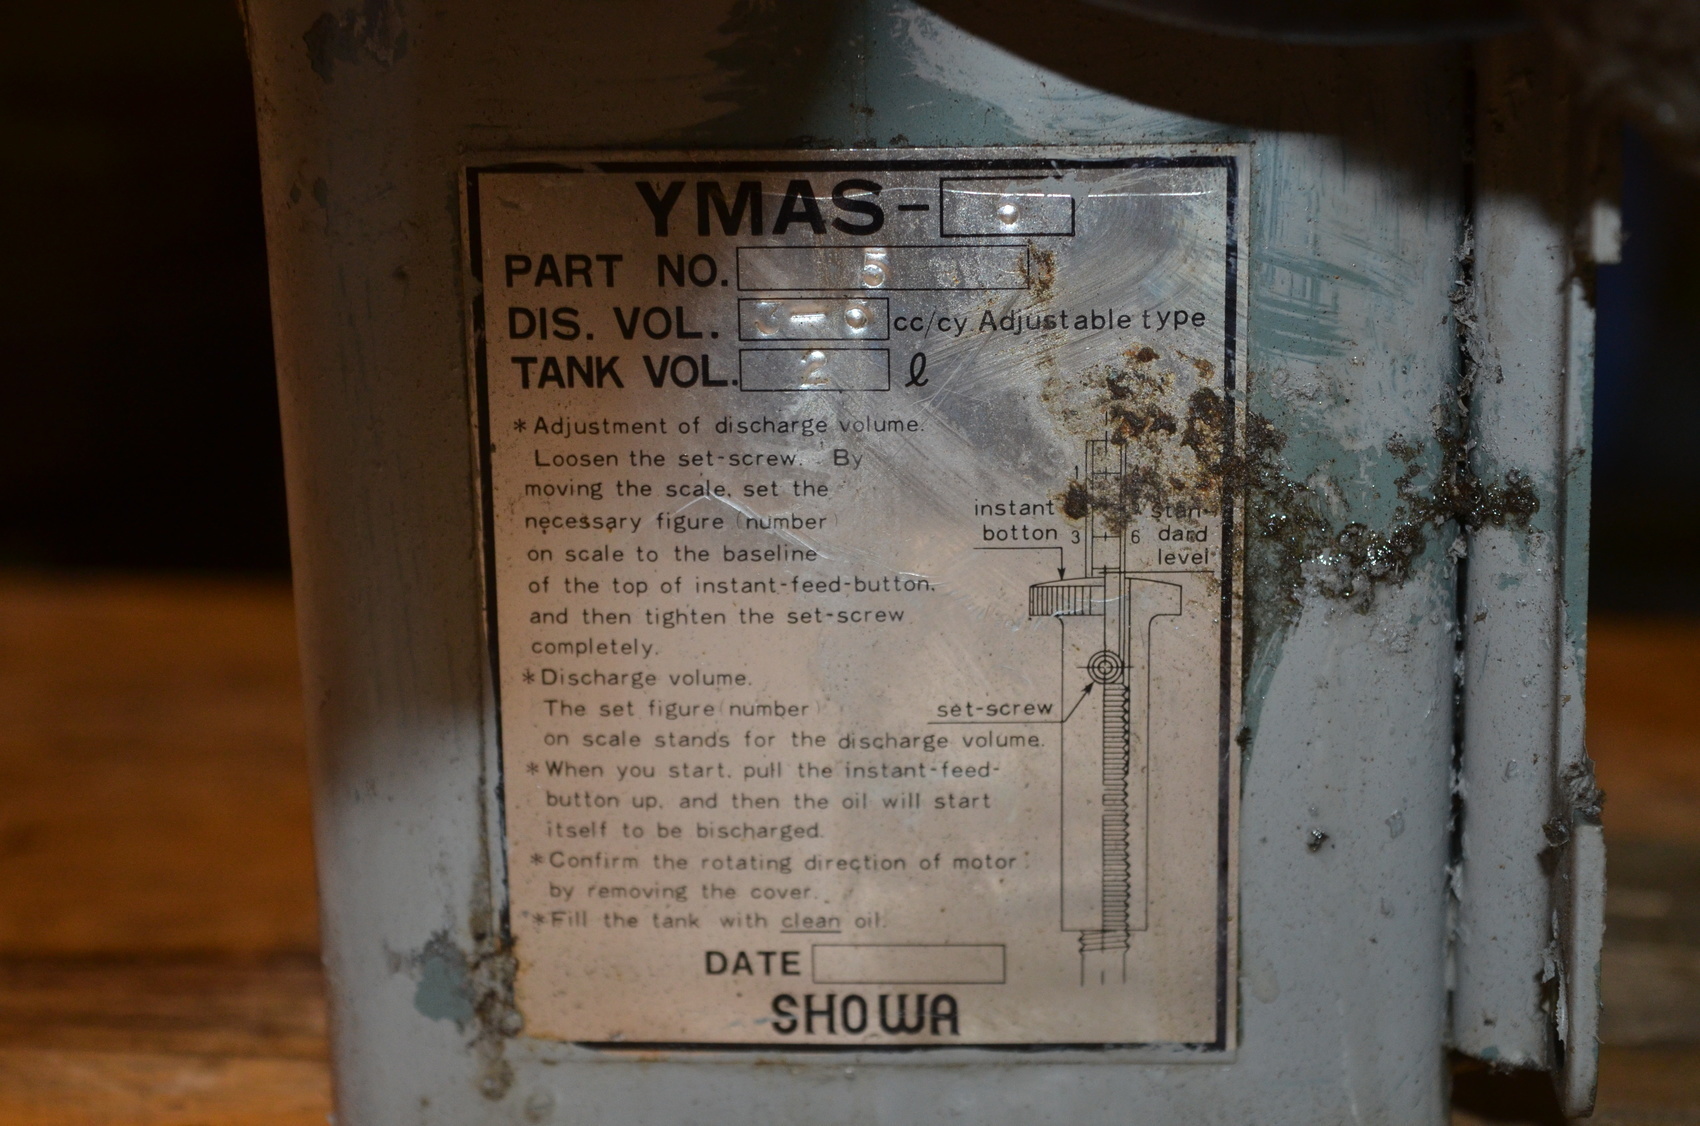 YMAS-
PART NO. 5
DIS. VOL. 3-6 cc/cy Adjustable type
TANK VOL. 2 ℓ
* Adjustment of discharge volume.
Loosen the set-screw. By
moving the scale, set the
necessary figure (number)
on scale to the baseline
of the top of instant-feed-button,
and then tighten the set-screw
completely.
* Discharge volume.
The set figure (number)
on scale stands for the discharge volume.
* When you start, pull the instant-feed-
button up, and then the oil will start
itself to be bischarged.
* Confirm the rotating direction of motor
by removing the cover.
* Fill the tank with clean oil.
instant
botton
3
6
stan-
dard
level
set-screw
DATE
SHOWA